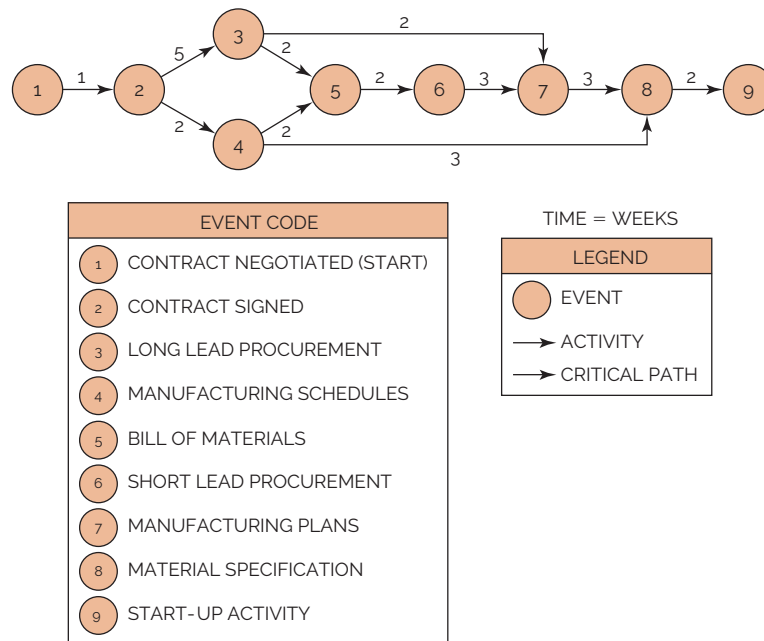 3
2
5
2
1
2
1
2
5
2
6
3
7
3
8
2
9
2
2
4
3
EVENT CODE
1 CONTRACT NEGOTIATED (START)
2 CONTRACT SIGNED
3 LONG LEAD PROCUREMENT
4 MANUFACTURING SCHEDULES
5 BILL OF MATERIALS
6 SHORT LEAD PROCUREMENT
7 MANUFACTURING PLANS
8 MATERIAL SPECIFICATION
9 START-UP ACTIVITY
TIME = WEEKS
LEGEND
EVENT
ACTIVITY
CRITICAL PATH